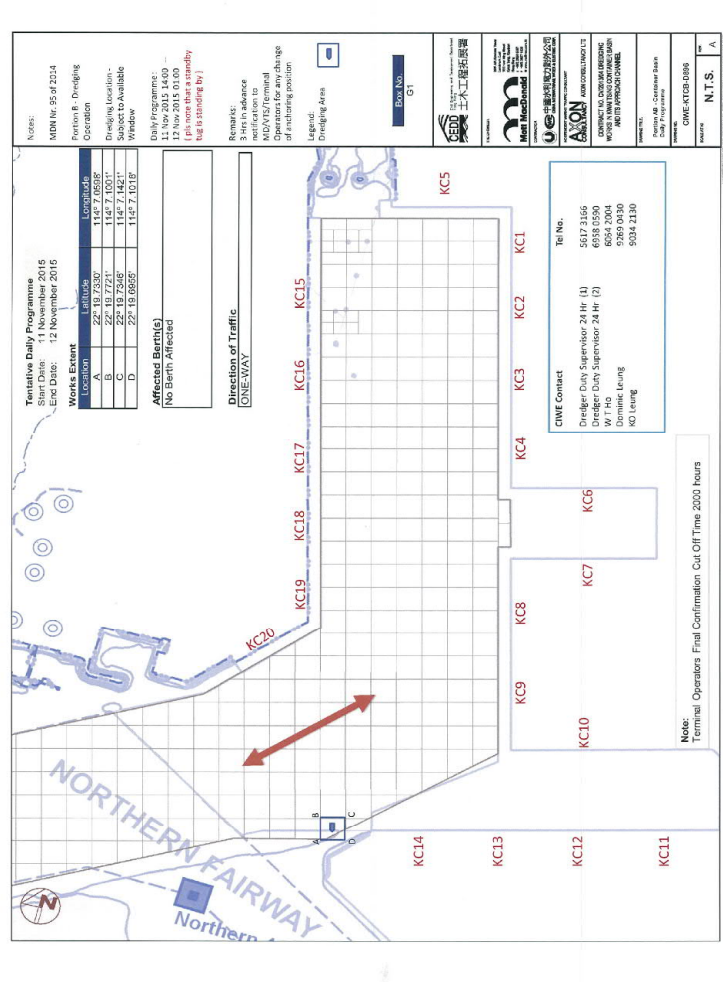 Tentative Daily Programme
Start Date: 11 November 2015
End Date: 12 November 2015
Works Extent
Location Latitude Longitude
A 22° 19.7330' 114° 7.0598'
B 22° 19.7721' 114° 7.1001'
C 22° 19.7346' 114° 7.1421'
D 22° 19.6955' 114° 7.1018'
Affected Berth(s)
No Berth Affected
Direction of Traffic
ONE-WAY
Notes:
MDN Nr. 95 of 2014
Portion B - Dredging
Operation
Dredging Location -
Subject to Available
Window
Daily Programme:
11 Nov 2015 14:00 -
12 Nov 2015 01:00
( pls note that a standby
tug is standing by )
Remarks:
3 Hrs in advance
notification to
MD/VTS/Terminal
Operators for any change
of anchoring position
Legend:
Dredging Area
Box No.
G1
CEDD 土木工程拓展署
Mott MacDonald
AXON
CONSULTANCY AXON CONSULTANCY LTD
Portion AB - Container Basin
Daily Programme
CIWE-KTCB-D896
N.T.S.
A
N
NORTHERN FAIRWAY
Northern
A
B
C
D
KC20
KC19
KC18
KC17
KC16
KC15
KC5
KC1
KC2
KC3
KC4
KC6
KC7
KC8
KC9
KC10
KC14
KC13
KC12
KC11
CIWE Contact Tel No.
Dredger Duty Supervisor 24 Hr (1) 5617 3166
Dredger Duty Supervisor 24 Hr (2) 6958 0590
W T Ho 6054 2004
Dominic Leung 9269 0430
KO Leung 9034 2130
Note:
Terminal Operators Final Confirmation Cut Off Time 2000 hours